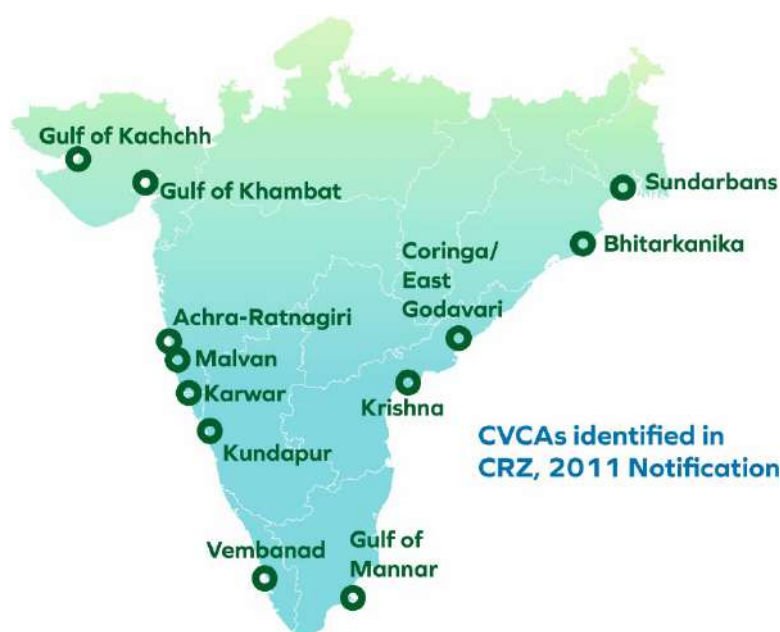 Gulf of Kachchh
Gulf of Khambat
Sundarbans
Bhitarkanika
Coringa/
East
Godavari
Achra-Ratnagiri
Malvan
Karwar
Krishna
Kundapur
CVCAs identified in
CRZ, 2011 Notification
Vembanad
Gulf of
Mannar